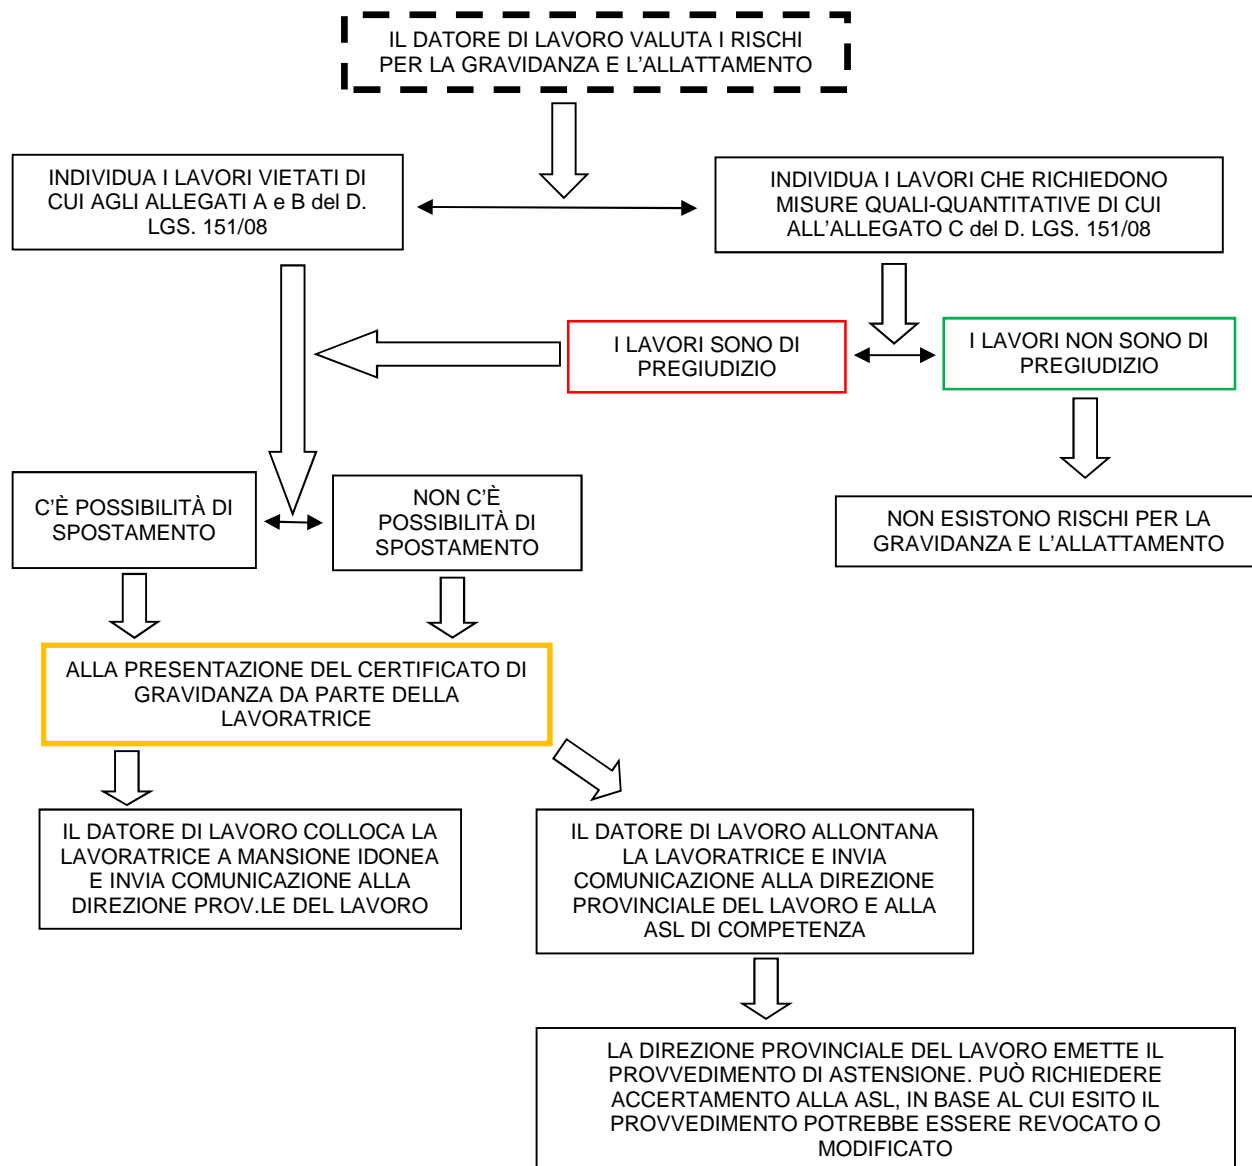 IL DATORE DI LAVORO VALUTA I RISCHI
PER LA GRAVIDANZA E L'ALLATTAMENTO
INDIVIDUA I LAVORI VIETATI DI
CUI AGLI ALLEGATI A e B del D.
LGS. 151/08
INDIVIDUA I LAVORI CHE RICHIEDONO
MISURE QUALI-QUANTITATIVE DI CUI
ALL'ALLEGATO C del D. LGS. 151/08
I LAVORI SONO DI
PREGIUDIZIO
I LAVORI NON SONO DI
PREGIUDIZIO
C'È POSSIBILITÀ DI
SPOSTAMENTO
NON C'È
POSSIBILITÀ DI
SPOSTAMENTO
NON ESISTONO RISCHI PER LA
GRAVIDANZA E L'ALLATTAMENTO
ALLA PRESENTAZIONE DEL CERTIFICATO DI
GRAVIDANZA DA PARTE DELLA
LAVORATRICE
IL DATORE DI LAVORO COLLOCA LA
LAVORATRICE A MANSIONE IDONEA
E INVIA COMUNICAZIONE ALLA
DIREZIONE PROV.LE DEL LAVORO
IL DATORE DI LAVORO ALLONTANA
LA LAVORATRICE E INVIA
COMUNICAZIONE ALLA DIREZIONE
PROVINCIALE DEL LAVORO E ALLA
ASL DI COMPETENZA
LA DIREZIONE PROVINCIALE DEL LAVORO EMETTE IL
PROVVEDIMENTO DI ASTENSIONE. PUÒ RICHIEDERE
ACCERTAMENTO ALLA ASL, IN BASE AL CUI ESITO IL
PROVVEDIMENTO POTREBBE ESSERE REVOCATO O
MODIFICATO